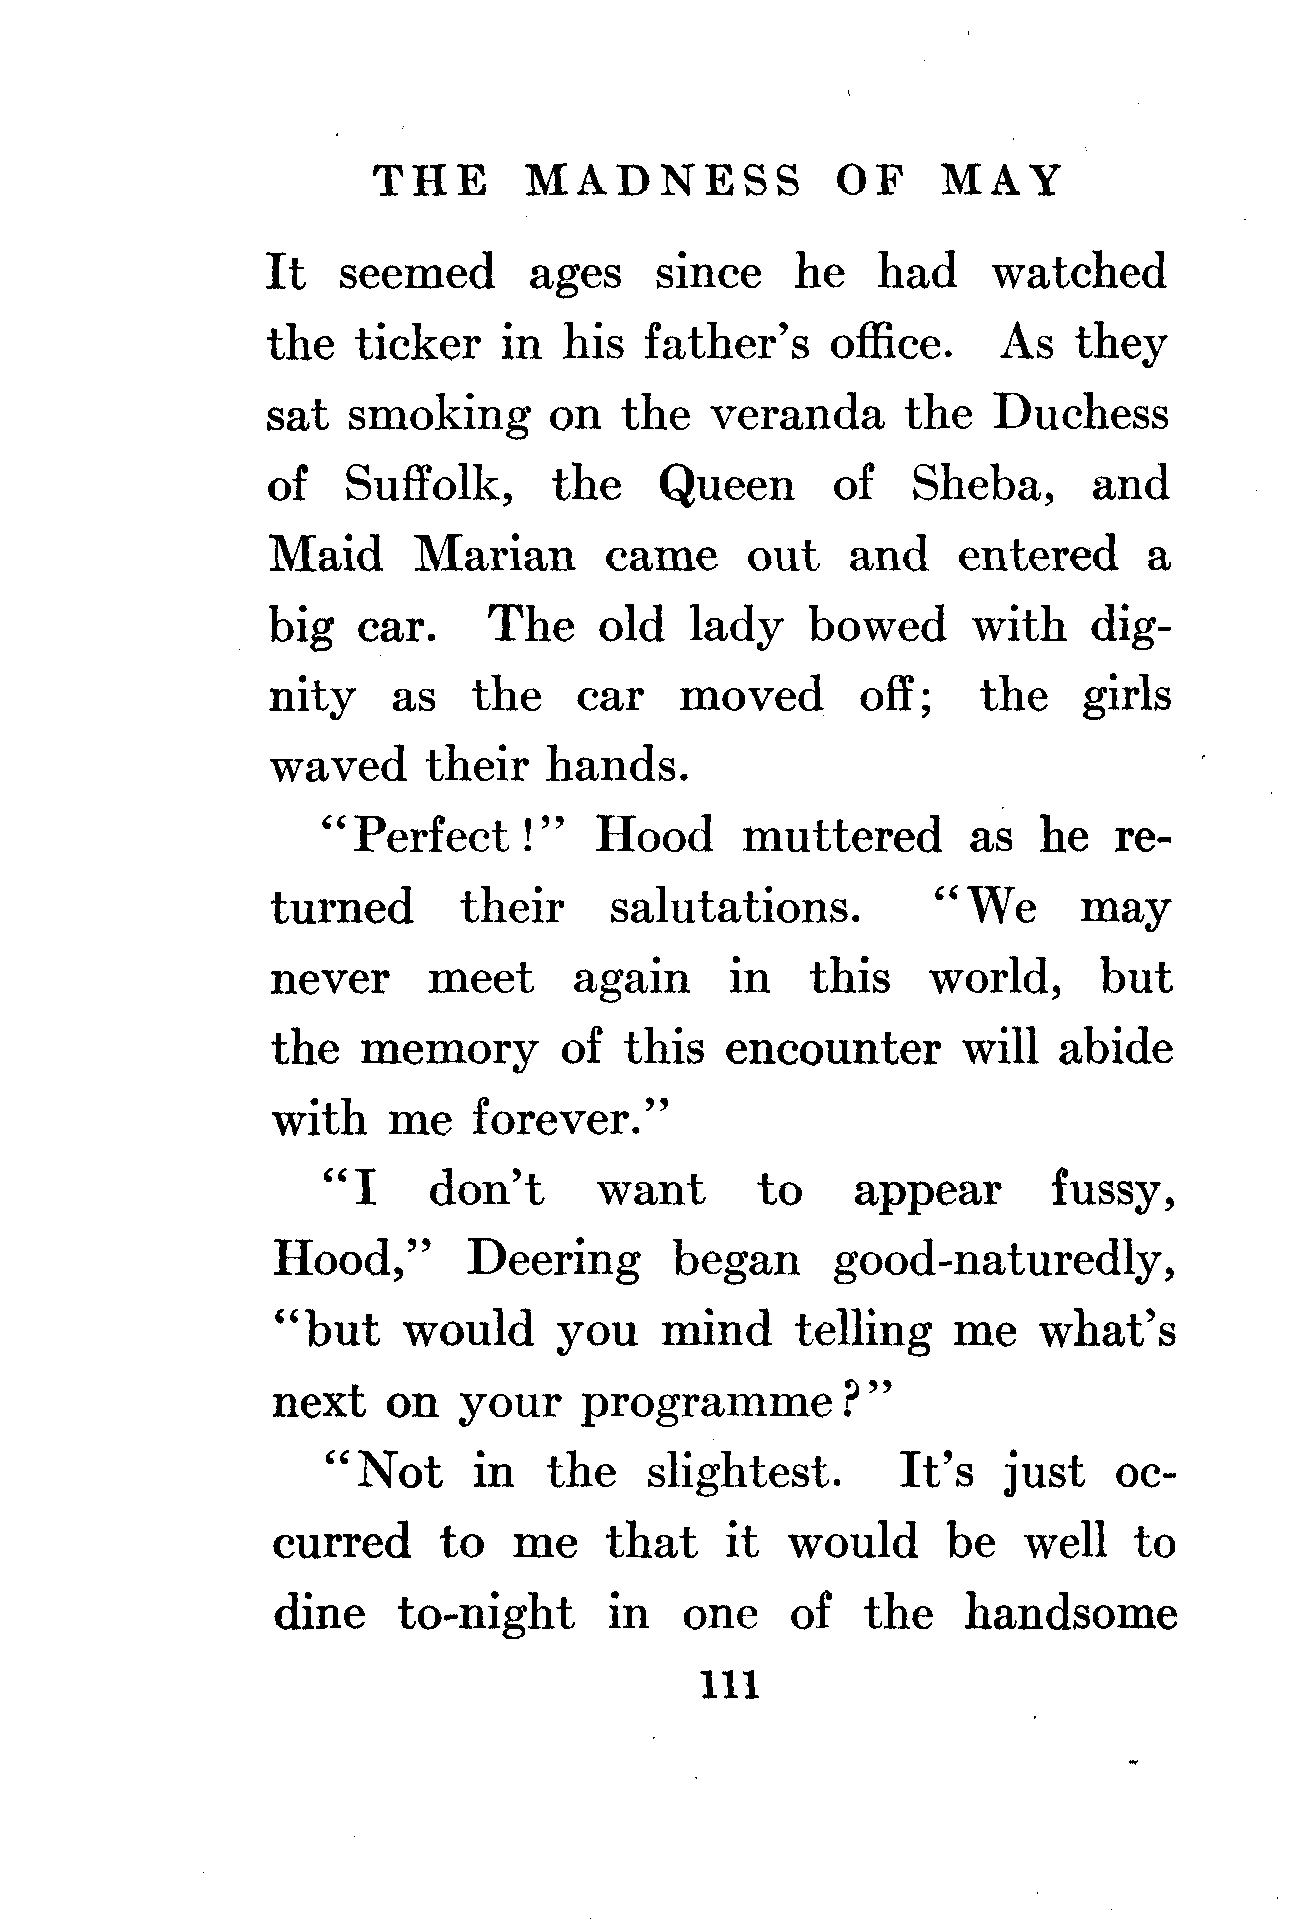 THE MADNESS OF MAY
It seemed ages since he had watched
the ticker in his father's office. As they
sat smoking on the veranda the Duchess
of Suffolk, the Queen of Sheba, and
Maid Marian came out and entered a
big car. The old lady bowed with dig-
nity as the car moved off; the girls
waved their hands.
“Perfect!” Hood muttered as he re-
turned their salutations. “We may
never meet again in this world, but
the memory of this encounter will abide
with me forever.”
“I don't want to appear fussy,
Hood,” Deering began good-naturedly,
“but would you mind telling me what's
next on your programme?”
“Not in the slightest. It's just oc-
curred to me that it would be well to
dine to-night in one of the handsome
111